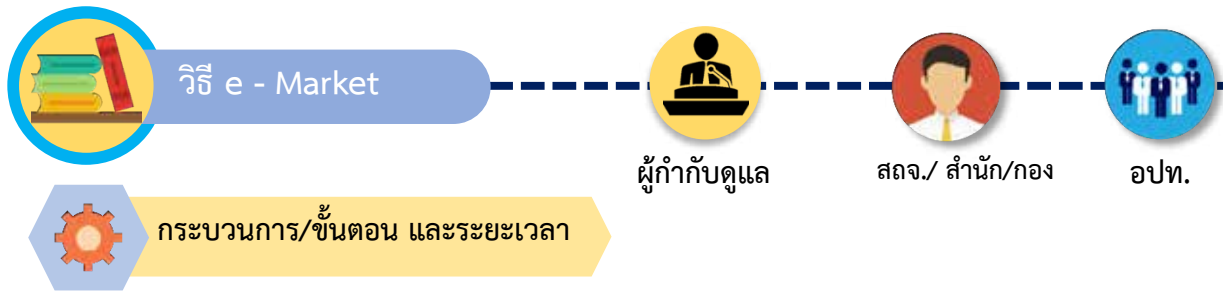 วิธี e - Market
ผู้กำกับดูแล
สถจ./ สำนัก/กอง
อปท.
กระบวนการ/ขั้นตอน และระยะเวลา